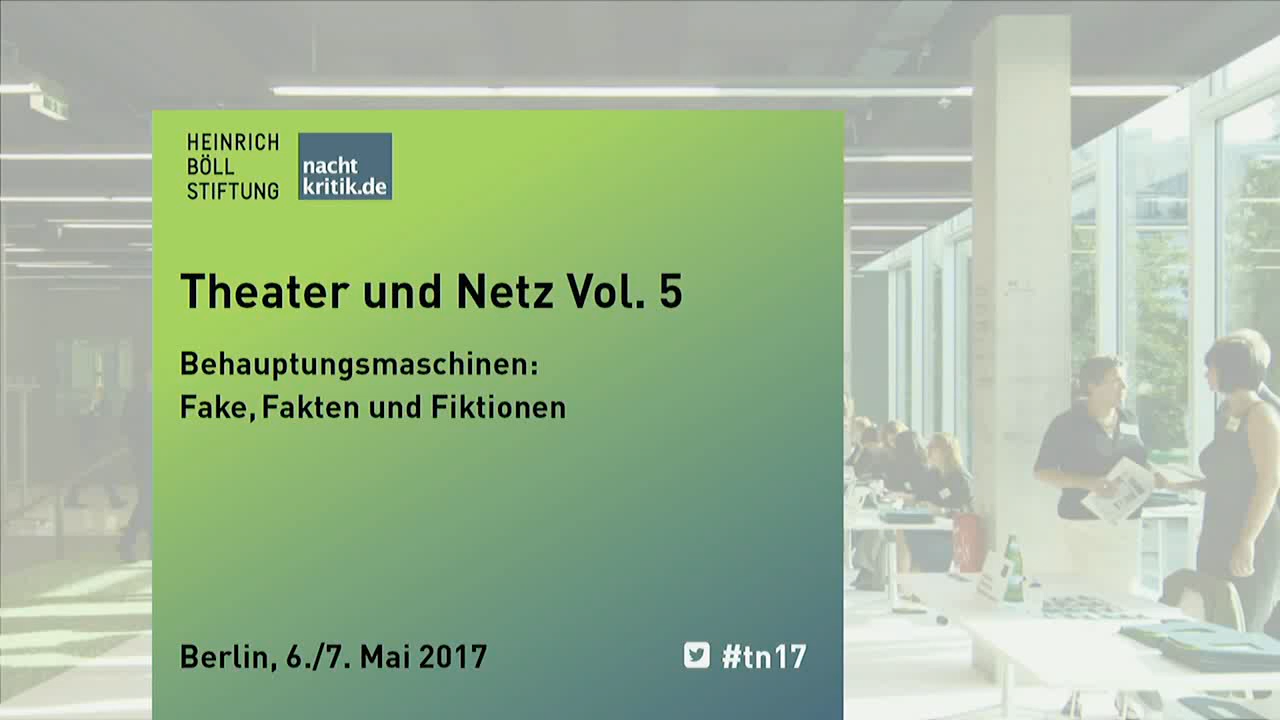 HEINRICH
BÖLL
STIFTUNG
nacht
kritik.de
Theater und Netz Vol. 5
Behauptungsmaschinen:
Fake, Fakten und Fiktionen
Berlin, 6./7. Mai 2017
#tn17